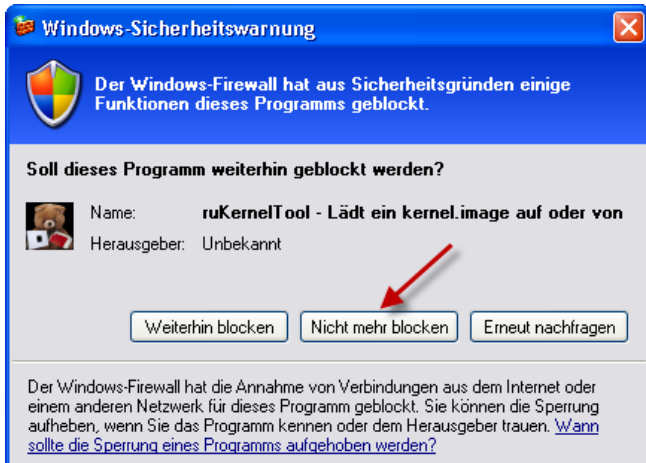 Windows-Sicherheitswarnung
Der Windows-Firewall hat aus Sicherheitsgründen einige
Funktionen dieses Programms geblockt.
Soll dieses Programm weiterhin geblockt werden?
Name: ruKernelTool - Lädt ein kernel.image auf oder von
Herausgeber: Unbekannt
Weiterhin blocken Nicht mehr blocken Erneut nachfragen
Der Windows-Firewall hat die Annahme von Verbindungen aus dem Internet oder
einem anderen Netzwerk für dieses Programm geblockt. Sie können die Sperrung
aufheben, wenn Sie das Programm kennen oder dem Herausgeber trauen. Wann
sollte die Sperrung eines Programms aufgehoben werden?